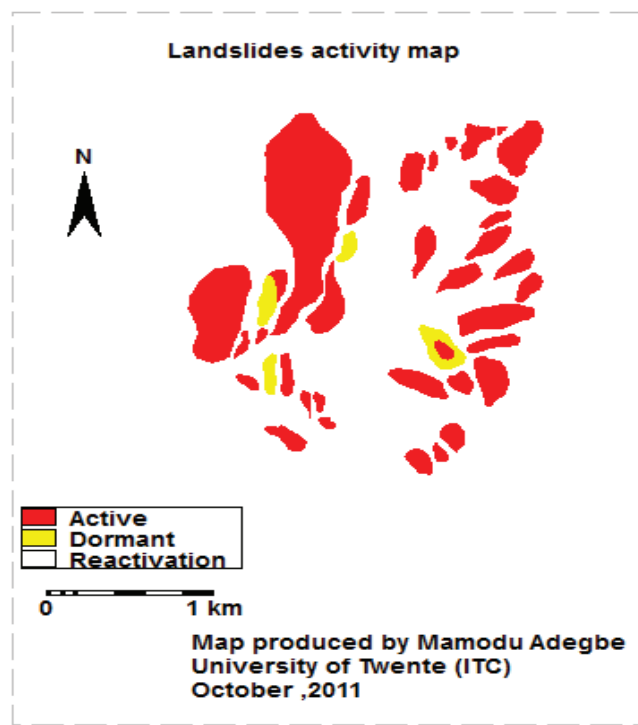 Landslides activity map
N
Active
Dormant
Reactivation
0 1 km
Map produced by Mamodu Adegbe
University of Twente (ITC)
October ,2011